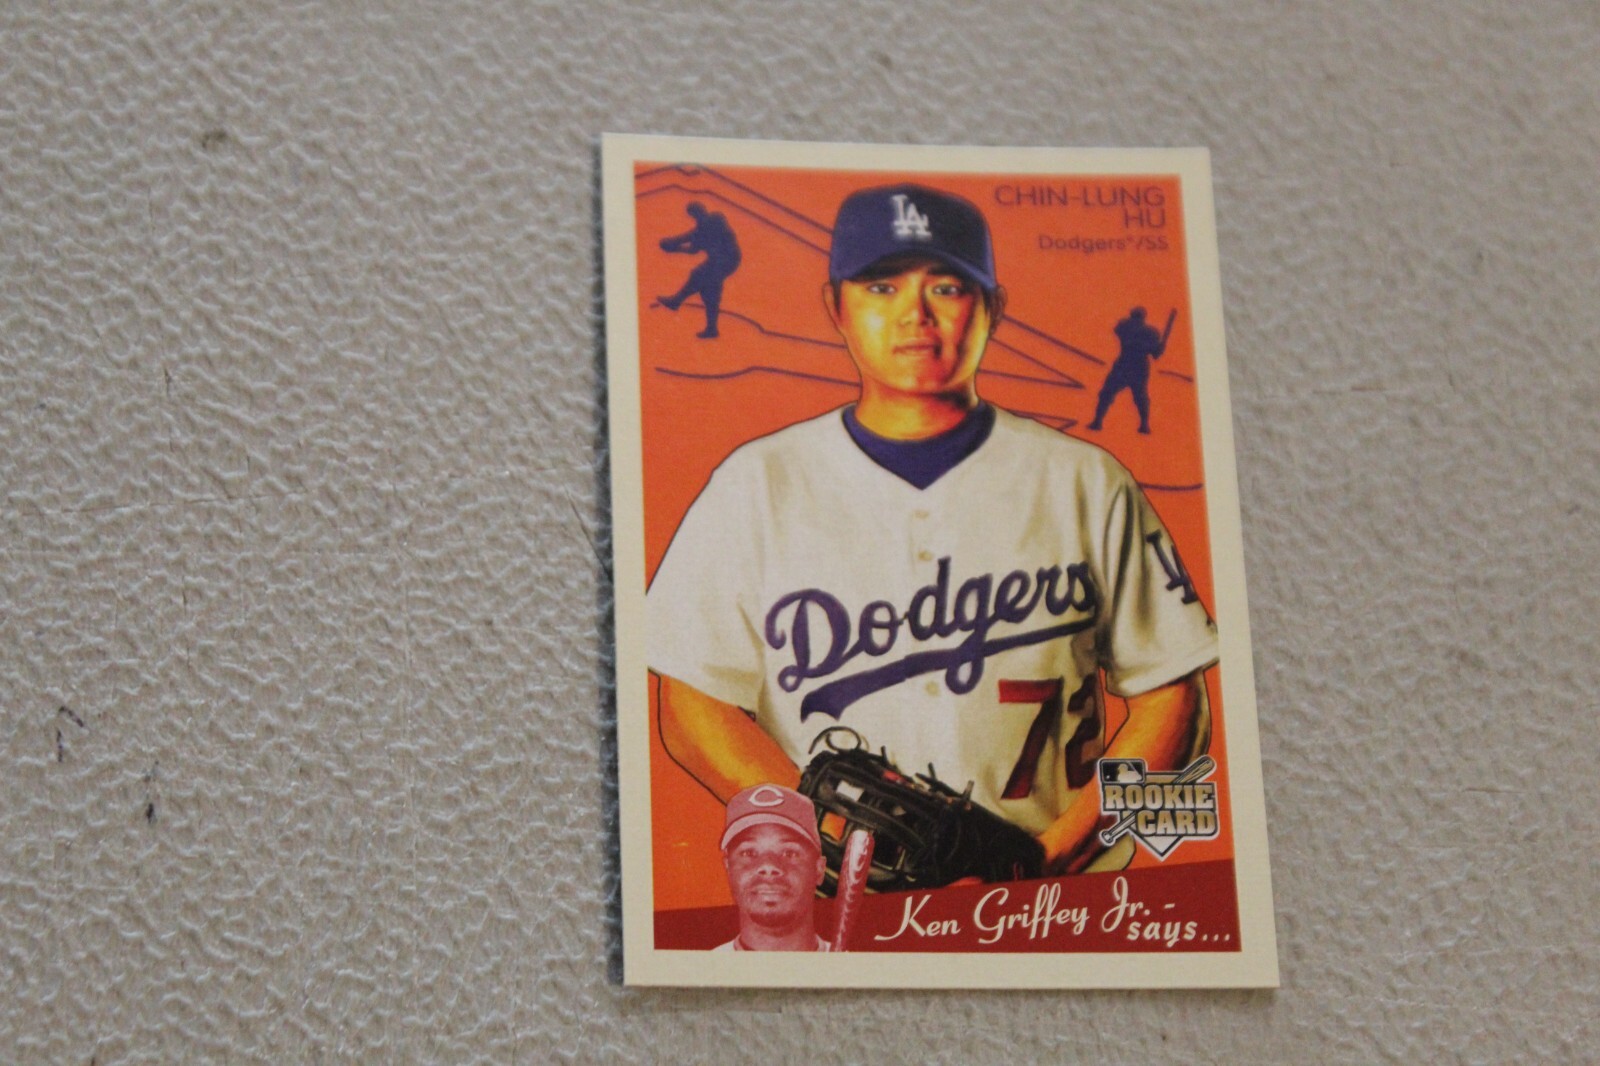 CHIN-LUNG
HU
Dodgers®/SS
LA
Dodgers
LA
72
C
ROOKIE
CARD
Ken Griffey Jr. -
says...